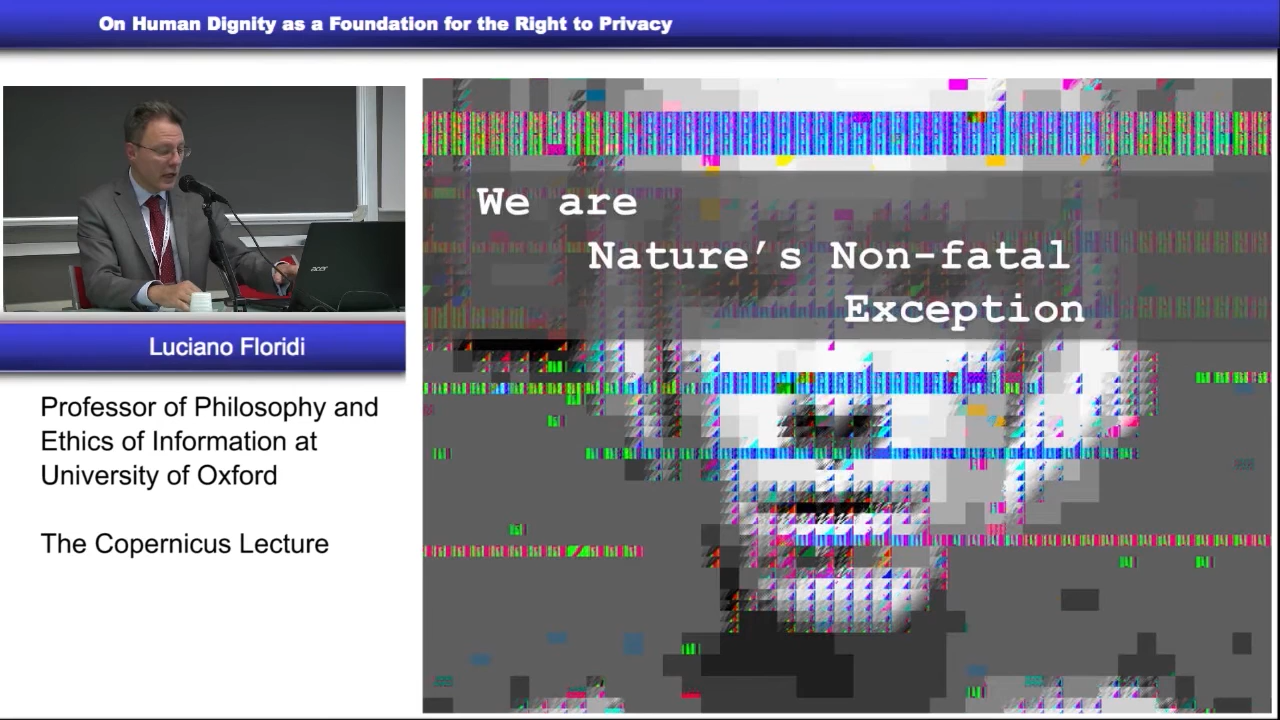 On Human Dignity as a Foundation for the Right to Privacy
We are
Nature's Non-fatal
Exception
acer
Luciano Floridi
Professor of Philosophy and
Ethics of Information at
University of Oxford
The Copernicus Lecture